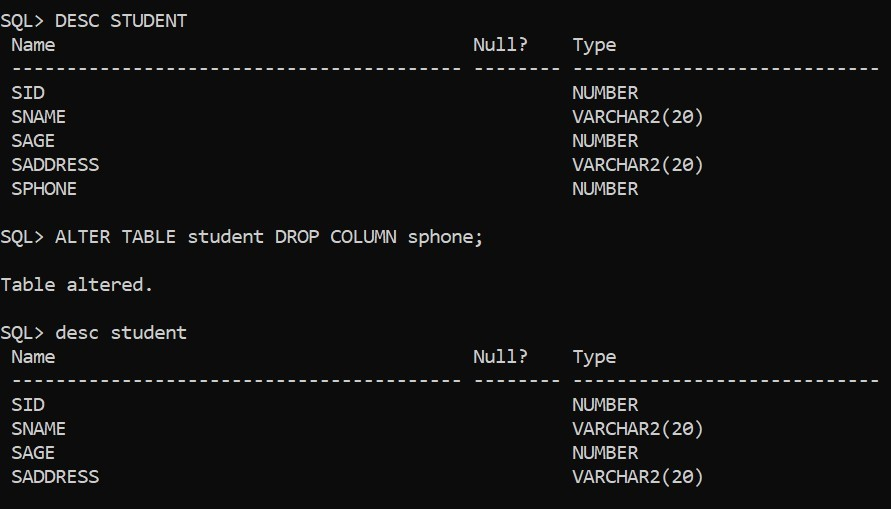 SQL> DESC STUDENT
 Name                                      Null?    Type
 ----------------------------------------- -------- ----------------------------
 SID                                                NUMBER
 SNAME                                              VARCHAR2(20)
 SAGE                                               NUMBER
 SADDRESS                                           VARCHAR2(20)
 SPHONE                                             NUMBER
SQL> ALTER TABLE student DROP COLUMN sphone;
Table altered.
SQL> desc student
 Name                                      Null?    Type
 ----------------------------------------- -------- ----------------------------
 SID                                                NUMBER
 SNAME                                              VARCHAR2(20)
 SAGE                                               NUMBER
 SADDRESS                                           VARCHAR2(20)